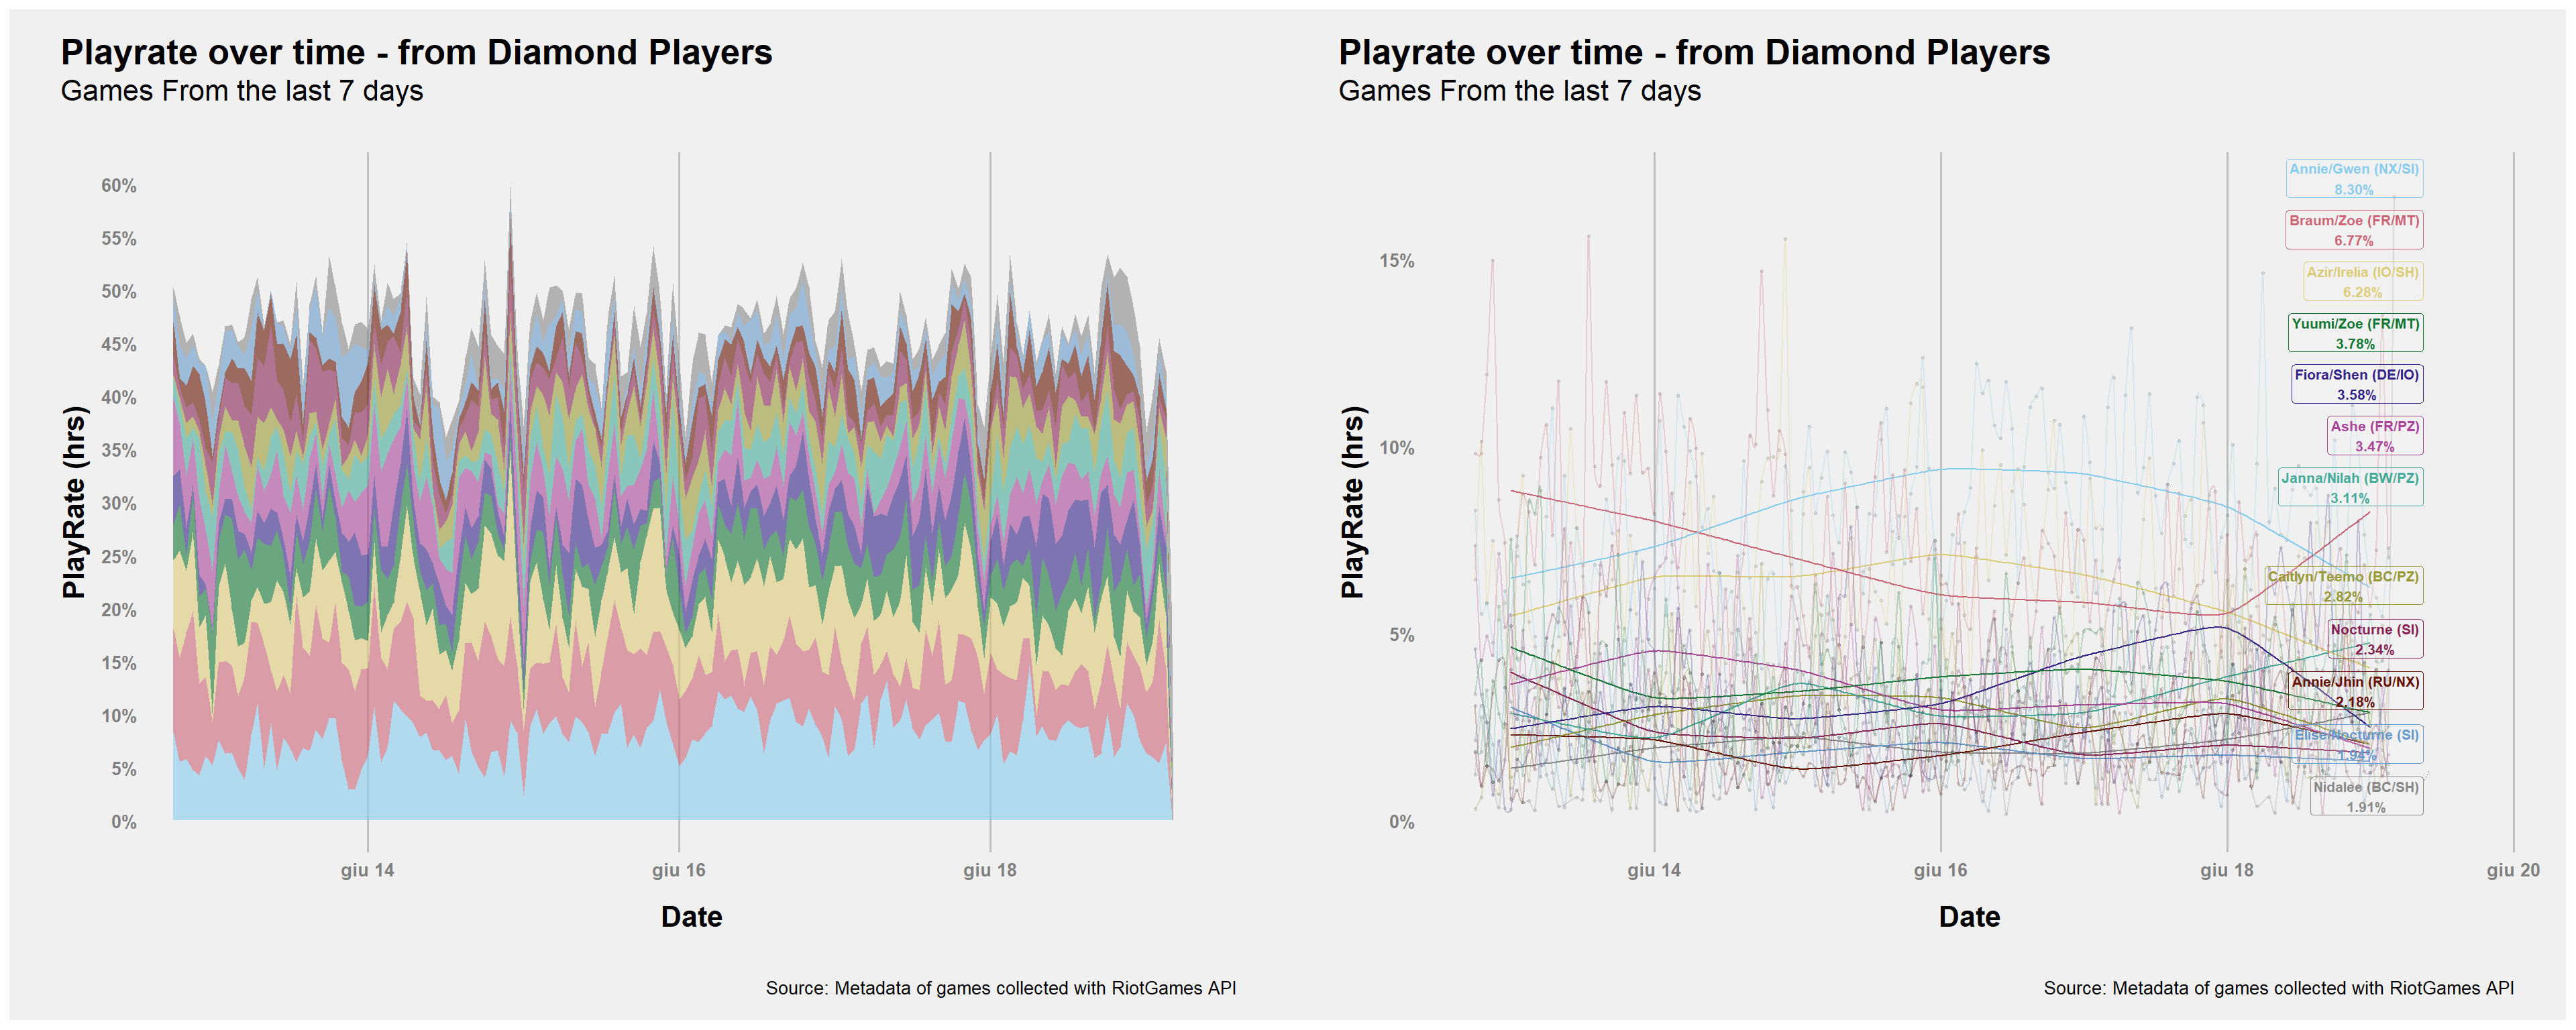 Playrate over time - from Diamond Players
Games From the last 7 days
PlayRate (hrs)
60%
55%
50%
45%
40%
35%
30%
25%
20%
15%
10%
5%
0%
giu 14
giu 16
giu 18
Date
Source: Metadata of games collected with RiotGames API
Playrate over time - from Diamond Players
Games From the last 7 days
PlayRate (hrs)
15%
10%
5%
0%
Annie/Gwen (NX/SI)
8.30%
Braum/Zoe (FR/MT)
6.77%
Azir/Irelia (IO/SH)
6.28%
Yuumi/Zoe (FR/MT)
3.78%
Fiora/Shen (DE/IO)
3.58%
Ashe (FR/PZ)
3.47%
Janna/Nilah (BW/PZ)
3.11%
Caitlyn/Teemo (BC/PZ)
2.82%
Nocturne (SI)
2.34%
Annie/Jhin (RU/NX)
2.18%
Elise/Nocturne (SI)
1.94%
Nidalee (BC/SH)
1.91%
giu 14
giu 16
giu 18
giu 20
Date
Source: Metadata of games collected with RiotGames API